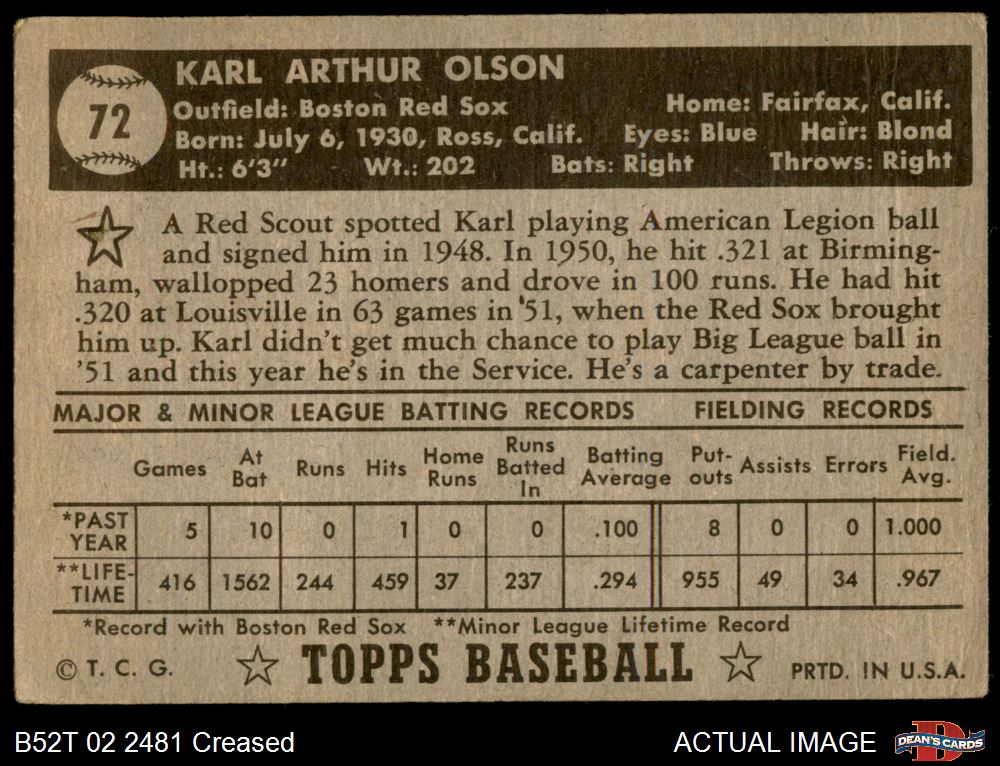 72
KARL ARTHUR OLSON
Outfield: Boston Red Sox Home: Fairfax, Calif.
Born: July 6, 1930, Ross, Calif. Eyes: Blue Hair: Blond
Ht.: 6'3" Wt.: 202 Bats: Right Throws: Right
A Red Scout spotted Karl playing American Legion ball
and signed him in 1948. In 1950, he hit .321 at Birming-
ham, wallopped 23 homers and drove in 100 runs. He had hit
.320 at Louisville in 63 games in '51, when the Red Sox brought
him up. Karl didn't get much chance to play Big League ball in
'51 and this year he's in the Service. He's a carpenter by trade.
MAJOR & MINOR LEAGUE BATTING RECORDS FIELDING RECORDS
Games At Bat Runs Hits Home Runs Runs Batted In Batting Average Put-outs Assists Errors Field. Avg.
*PAST YEAR 5 10 0 1 0 0 .100 8 0 0 1.000
**LIFE-TIME 416 1562 244 459 37 237 .294 955 49 34 .967
*Record with Boston Red Sox **Minor League Lifetime Record
© T. C. G. TOPPS BASEBALL PRTD. IN U.S.A.
B52T 02 2481 Creased ACTUAL IMAGE DEAN'S CARDS